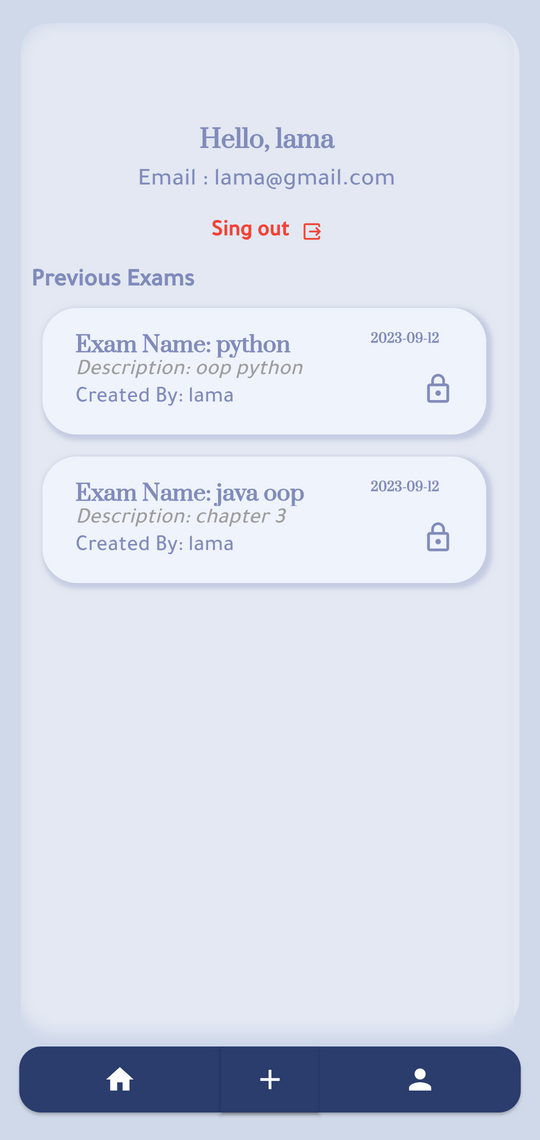 Hello, lama
Email : lama@gmail.com
Sing out
Previous Exams
Exam Name: python
2023-09-12
Description: oop python
Created By: lama
Exam Name: java oop
2023-09-12
Description: chapter 3
Created By: lama